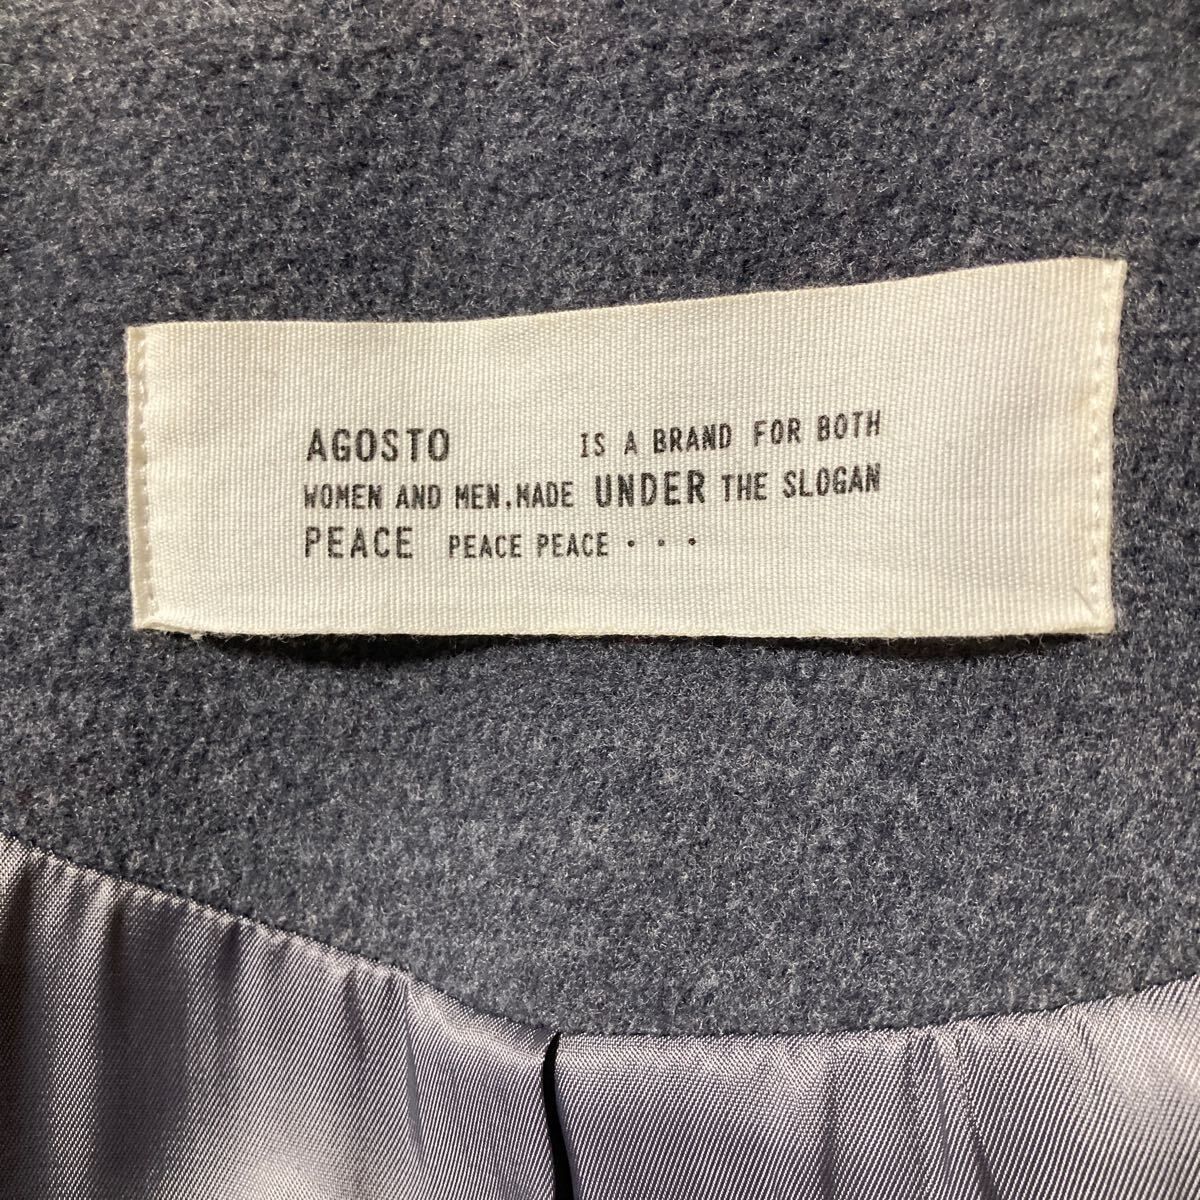 AGOSTO IS A BRAND FOR BOTH
WOMEN AND MEN.MADE UNDER THE SLOGAN
PEACE PEACE PEACE · · ·